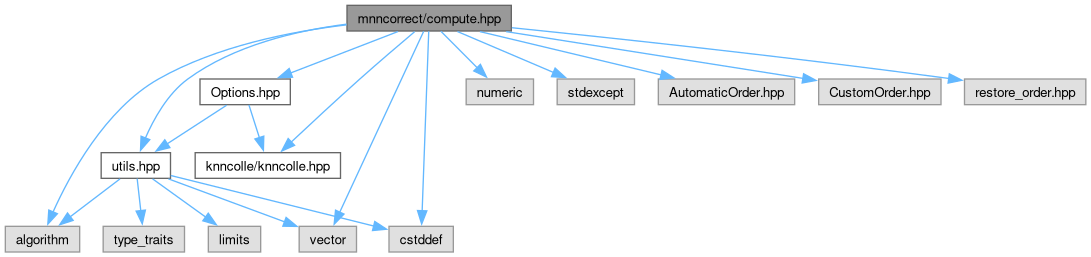 mnncorrect/compute.hpp
Options.hpp
numeric
stdexcept
AutomaticOrder.hpp
CustomOrder.hpp
restore_order.hpp
utils.hpp
knncolle/knncolle.hpp
algorithm
type_traits
limits
vector
cstddef